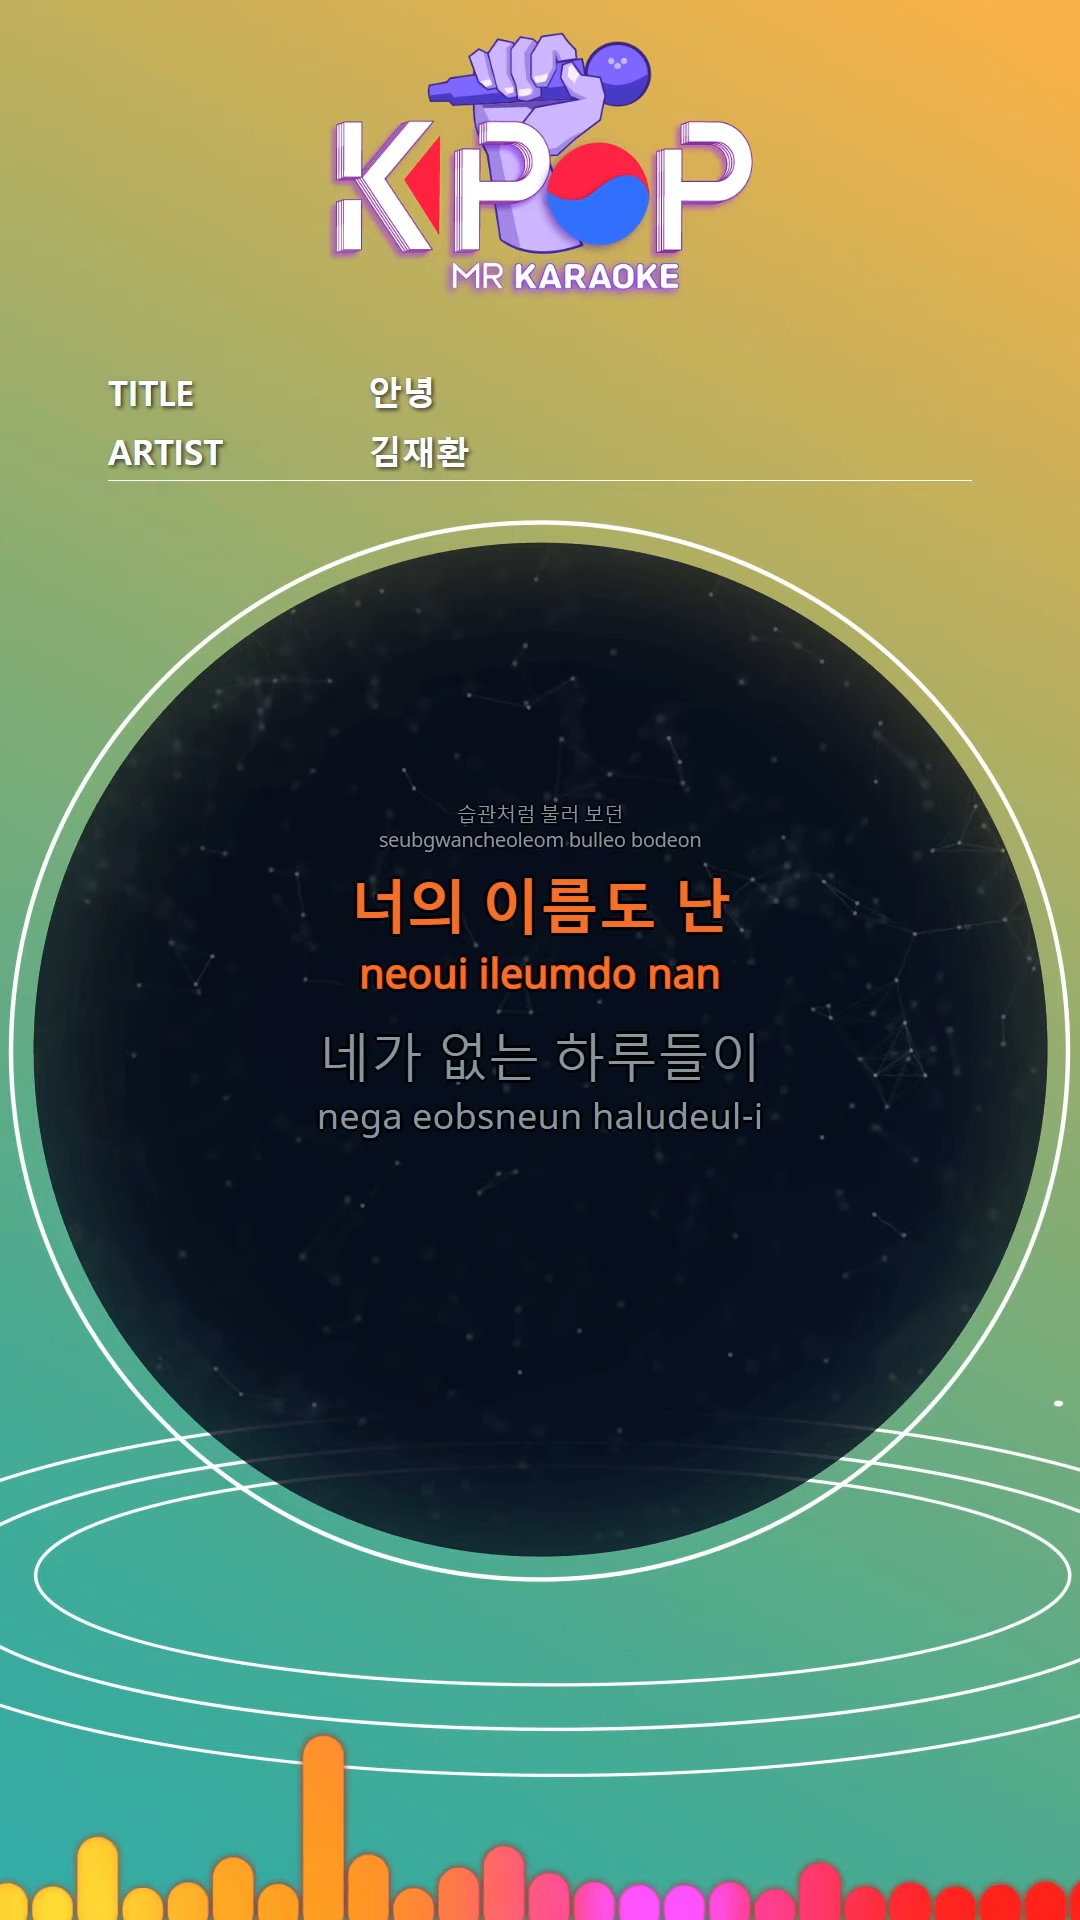 KPOP
MR KARAOKE
TITLE 안녕
ARTIST 김재환
습관처럼 불러 보던
seubgwancheoleom bulleo bodeon
너의 이름도 난
neoui ileumdo nan
네가 없는 하루들이
nega eobsneun haludeul-i